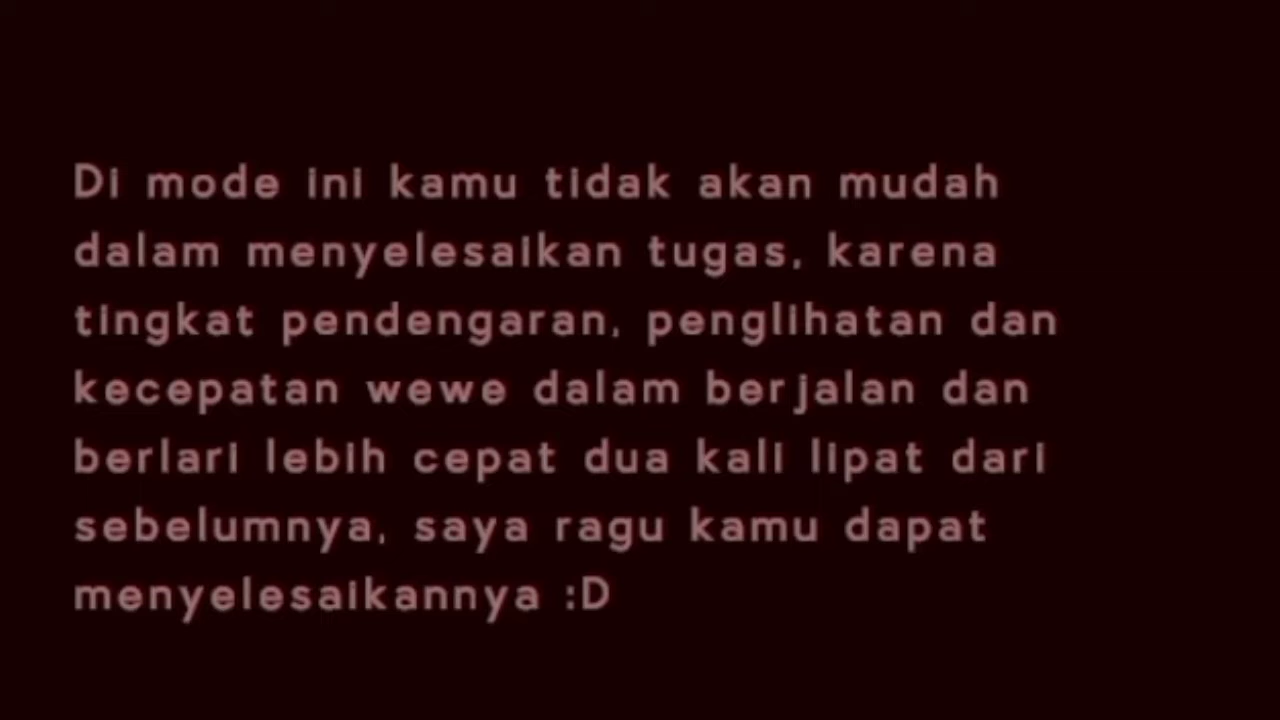 Di mode ini kamu tidak akan mudah
dalam menyelesaikan tugas, karena
tingkat pendengaran, penglihatan dan
kecepatan wewe dalam berjalan dan
berlari lebih cepat dua kali lipat dari
sebelumnya, saya ragu kamu dapat
menyelesaikannya :D